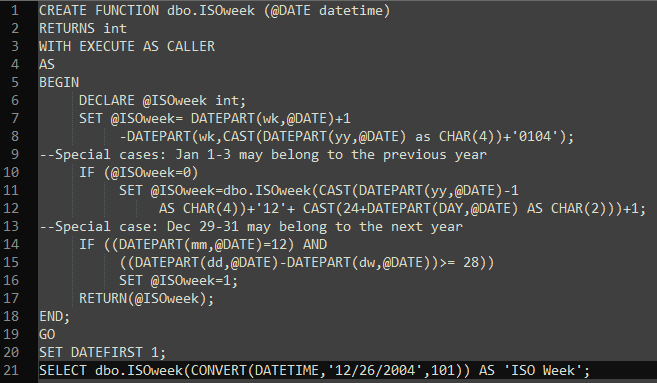 1 CREATE FUNCTION dbo.ISOweek (@DATE datetime)
2 RETURNS int
3 WITH EXECUTE AS CALLER
4 AS
5 BEGIN
6 DECLARE @ISOweek int;
7 SET @ISOweek= DATEPART(wk,@DATE)+1
8 -DATEPART(wk,CAST(DATEPART(yy,@DATE) as CHAR(4))+'0104');
9 --Special cases: Jan 1-3 may belong to the previous year
10 IF (@ISOweek=0)
11 SET @ISOweek=dbo.ISOweek(CAST(DATEPART(yy,@DATE)-1
12 AS CHAR(4))+'12'+ CAST(24+DATEPART(DAY,@DATE) AS CHAR(2)))+1;
13 --Special case: Dec 29-31 may belong to the next year
14 IF ((DATEPART(mm,@DATE)=12) AND
15 ((DATEPART(dd,@DATE)-DATEPART(dw,@DATE))>= 28))
16 SET @ISOweek=1;
17 RETURN(@ISOweek);
18 END;
19 GO
20 SET DATEFIRST 1;
21 SELECT dbo.ISOweek(CONVERT(DATETIME,'12/26/2004',101)) AS 'ISO Week';